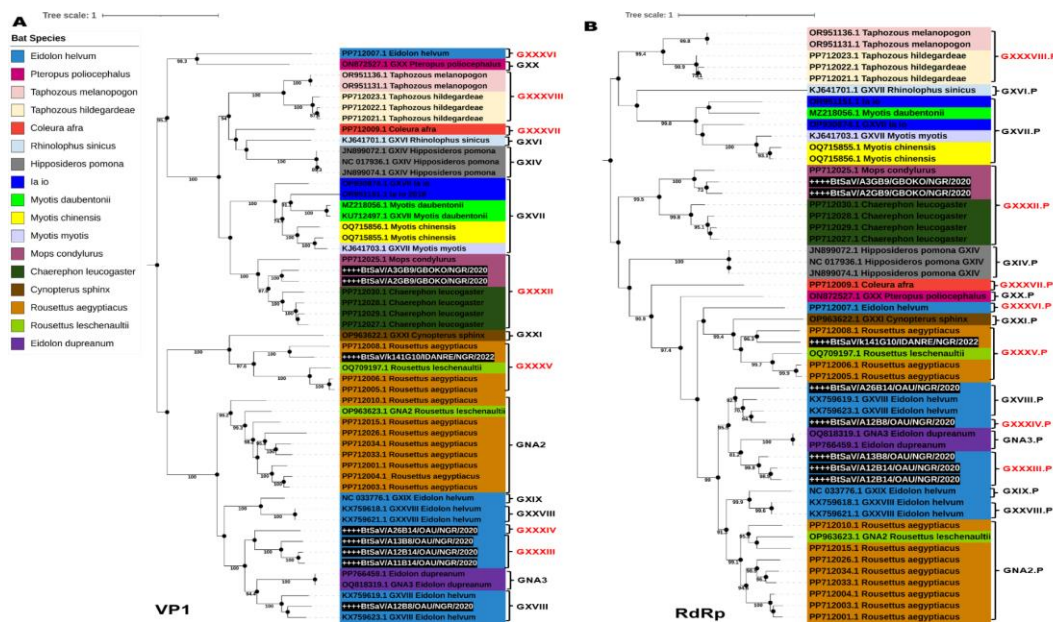 A
Tree scale: 1
Bat Species
Eidolon helvum
Pteropus poliocephalus
Taphozous melanopogon
Taphozous hildegardeae
Coleura afra
Rhinolophus sinicus
Hipposideros pomona
Ia io
Myotis daubentonii
Myotis chinensis
Myotis myotis
Mops condylurus
Chaerephon leucogaster
Cynopterus sphinx
Rousettus aegyptiacus
Rousettus leschenaultii
Eidolon dupreanum
PP712007.1 Eidolon helvum
GXXXVI
ON872527.1 GXX Pteropus poliocephalus
GXX
OR951136.1 Taphozous melanopogon
OR951131.1 Taphozous melanopogon
PP712023.1 Taphozous hildegardeae
GXXXVIII
PP712022.1 Taphozous hildegardeae
PP712021.1 Taphozous hildegardeae
PP712009.1 Coleura afra
GXXXVII
KJ641701.1 GXVI Rhinolophus sinicus
GXVI
JN899072.1 GXIV Hipposideros pomona
NC 017936.1 GXIV Hipposideros pomona
GXIV
JN899074.1 GXIV Hipposideros pomona
MZ218056.1 Myotis daubentonii
KU712497.1 GXVII Myotis daubentonii
GXVII
OQ715856.1 Myotis chinensis
OQ715855.1 Myotis chinensis
KJ641703.1 GXVII Myotis myotis
PP712025.1 Mops condylurus
++++BtSaV/A3GB9/GBOKO/NGR/2020
++++BtSaV/A2GB9/GBOKO/NGR/2020
PP712030.1 Chaerephon leucogaster
GXXXII
PP712028.1 Chaerephon leucogaster
PP712029.1 Chaerephon leucogaster
PP712027.1 Chaerephon leucogaster
OP963622.1 GXXI Cynopterus sphinx
GXXI
PP712008.1 Rousettus aegyptiacus
++++BtSaV/k141G10/IDANRE/NGR/2022
OQ709197.1 Rousettus leschenaultii
GXXXV
PP712006.1 Rousettus aegyptiacus
PP712005.1 Rousettus aegyptiacus
PP712010.1 Rousettus aegyptiacus
OP963623.1 GNA2 Rousettus leschenaultii
PP712015.1 Rousettus aegyptiacus
PP712026.1 Rousettus aegyptiacus
PP712034.1 Rousettus aegyptiacus
GNA2
PP712033.1 Rousettus aegyptiacus
PP712001.1 Rousettus aegyptiacus
PP712004.1_Rousettus aegyptiacus
PP712003.1 Rousettus aegyptiacus
NC 033776.1 GXIX Eidolon helvum
GXIX
KX759618.1 GXXVIII Eidolon helvum
GXXVIII
KX759621.1 GXXVIII Eidolon helvum
++++BtSaV/A26B14/OAU/NGR/2020
GXXXIV
++++BtSaV/A13B8/OAU/NGR/2020
++++BtSaV/A12B14/OAU/NGR/2020
GXXXIII
++++BtSaV/A11B14/OAU/NGR/2020
PP766458.1 Eidolon dupreanum
GNA3
OQ818319.1 GNA3 Eidolon dupreanum
KX759619.1 GXVIII Eidolon helvum
++++BtSaV/A12B8/OAU/NGR/2020
GXVIII
KX759623.1 GXVIII Eidolon helvum
VP1
B
Tree scale: 1
OR951136.1 Taphozous melanopogon
OR951131.1 Taphozous melanopogon
PP712023.1 Taphozous hildegardeae
GXXXVIII.P
PP712022.1 Taphozous hildegardeae
PP712021.1 Taphozous hildegardeae
KJ641701.1 GXVII Rhinolophus sinicus
GXVI.P
MZ218056.1 Myotis daubentonii
GXVII.P
KJ641703.1 GXVII Myotis myotis
OQ715855.1 Myotis chinensis
OQ715856.1 Myotis chinensis
PP712025.1 Mops condylurus
++++BtSaV/A3GB9/GBOKO/NGR/2020
++++BtSaV/A2GB9/GBOKO/NGR/2020
PP712030.1 Chaerephon leucogaster
GXXXII.P
PP712028.1 Chaerephon leucogaster
PP712029.1 Chaerephon leucogaster
PP712027.1 Chaerephon leucogaster
JN899072.1 Hipposideros pomona GXIV
NC 017936.1 Hipposideros pomona GXIV
GXIV.P
JN899074.1 Hipposideros pomona GXIV
PP712009.1 Coleura afra
GXXXVII.P
ON872527.1 GXX Pteropus poliocephalus
GXX.P
PP712007.1 Eidolon helvum
GXXXVI.P
OP963622.1 GXXI Cynopterus sphinx
GXXI.P
PP712008.1 Rousettus aegyptiacus
++++BtSaV/k141G10/IDANRE/NGR/2022
OQ709197.1 Rousettus leschenaultii
GXXXV.P
PP712006.1 Rousettus aegyptiacus
PP712005.1 Rousettus aegyptiacus
++++BtSaV/A26B14/OAU/NGR/2020
KX759619.1 GXVIII Eidolon helvum
GXVIII.P
KX759623.1 GXVIII Eidolon helvum
++++BtSaV/A12B8/OAU/NGR/2020
GXXXIV.P
OQ818319.1 GNA3 Eidolon dupreanum
GNA3.P
PP766459.1 Eidolon dupreanum
++++BtSaV/A13B8/OAU/NGR/2020
++++BtSaV/A12B14/OAU/NGR/2020
GXXXIII.P
++++BtSaV/A12B14/OAU/NGR/2020
NC 033776.1 GXIX Eidolon helvum
GXIX.P
KX759618.1 GXXVIII Eidolon helvum
GXXVIII.P
KX759621.1 GXXVIII Eidolon helvum
PP712010.1 Rousettus aegyptiacus
OP963623.1 GNA2 Rousettus leschenaultii
PP712015.1 Rousettus aegyptiacus
PP712026.1 Rousettus aegyptiacus
PP712034.1 Rousettus aegyptiacus
GNA2.P
PP712033.1 Rousettus aegyptiacus
PP712004.1 Rousettus aegyptiacus
PP712003.1 Rousettus aegyptiacus
PP712001.1 Rousettus aegyptiacus
RdRp